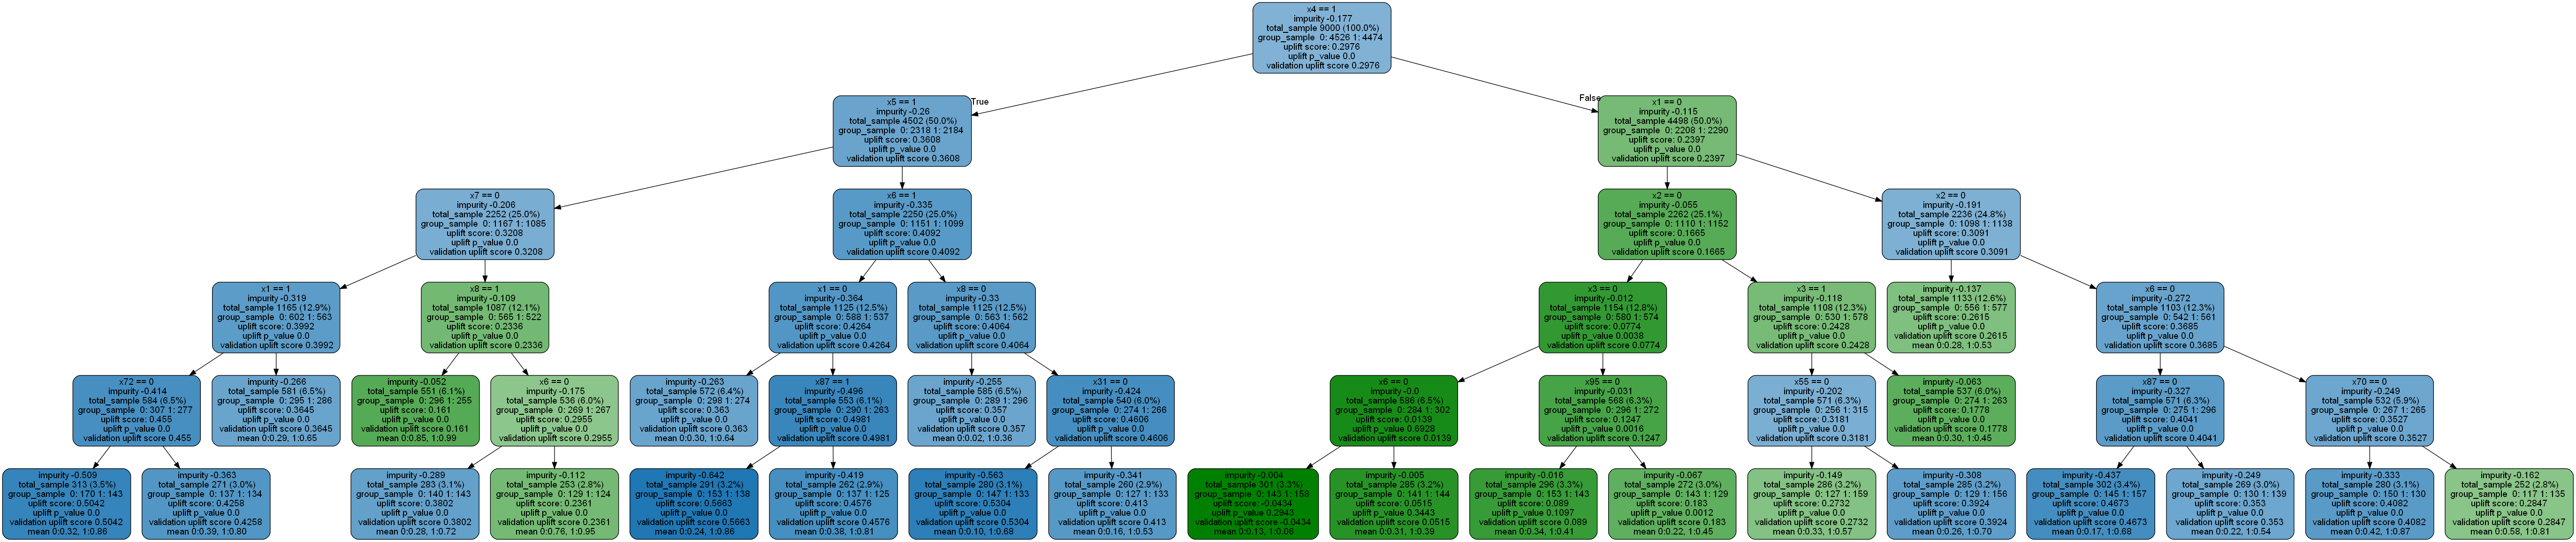 x4 == 1
impurity -0.177
total_sample 9000 (100.0%)
group_sample 0: 4526 1: 4474
uplift score: 0.2976
uplift p_value 0.0
validation uplift score 0.2976
True
False
x5 == 1
impurity -0.26
total_sample 4502 (50.0%)
group_sample 0: 2318 1: 2184
uplift score: 0.3608
uplift p_value 0.0
validation uplift score 0.3608
x1 == 0
impurity -0.115
total_sample 4498 (50.0%)
group_sample 0: 2208 1: 2290
uplift score: 0.2397
uplift p_value 0.0
validation uplift score 0.2397
x7 == 0
impurity -0.206
total_sample 2252 (25.0%)
group_sample 0: 1167 1: 1085
uplift score: 0.3208
uplift p_value 0.0
validation uplift score 0.3208
x6 == 1
impurity -0.335
total_sample 2250 (25.0%)
group_sample 0: 1151 1: 1099
uplift score: 0.4092
uplift p_value 0.0
validation uplift score 0.4092
x2 == 0
impurity -0.055
total_sample 2262 (25.1%)
group_sample 0: 1110 1: 1152
uplift score: 0.1665
uplift p_value 0.0
validation uplift score 0.1665
x2 == 0
impurity -0.191
total_sample 2236 (24.8%)
group_sample 0: 1098 1: 1138
uplift score: 0.3091
uplift p_value 0.0
validation uplift score 0.3091
x1 == 1
impurity -0.319
total_sample 1165 (12.9%)
group_sample 0: 602 1: 563
uplift score: 0.3992
uplift p_value 0.0
validation uplift score 0.3992
x8 == 1
impurity -0.109
total_sample 1087 (12.1%)
group_sample 0: 565 1: 522
uplift score: 0.2336
uplift p_value 0.0
validation uplift score 0.2336
x1 == 0
impurity -0.364
total_sample 1125 (12.5%)
group_sample 0: 588 1: 537
uplift score: 0.4264
uplift p_value 0.0
validation uplift score 0.4264
x8 == 0
impurity -0.33
total_sample 1125 (12.5%)
group_sample 0: 563 1: 562
uplift score: 0.4064
uplift p_value 0.0
validation uplift score 0.4064
x3 == 0
impurity -0.012
total_sample 1154 (12.8%)
group_sample 0: 580 1: 574
uplift score: 0.0774
uplift p_value 0.0038
validation uplift score 0.0774
x3 == 1
impurity -0.118
total_sample 1108 (12.3%)
group_sample 0: 530 1: 578
uplift score: 0.2428
uplift p_value 0.0
validation uplift score 0.2428
impurity -0.137
total_sample 1133 (12.6%)
group_sample 0: 556 1: 577
uplift score: 0.2615
uplift p_value 0.0
validation uplift score 0.2615
mean 0:0.28, 1:0.53
x6 == 0
impurity -0.272
total_sample 1103 (12.3%)
group_sample 0: 542 1: 561
uplift score: 0.3685
uplift p_value 0.0
validation uplift score 0.3685
x72 == 0
impurity -0.414
total_sample 584 (6.5%)
group_sample 0: 307 1: 277
uplift score: 0.455
uplift p_value 0.0
validation uplift score 0.455
impurity -0.266
total_sample 581 (6.5%)
group_sample 0: 295 1: 286
uplift score: 0.3645
uplift p_value 0.0
validation uplift score 0.3645
mean 0:0.29, 1:0.65
impurity -0.052
total_sample 551 (6.1%)
group_sample 0: 296 1: 255
uplift score: 0.161
uplift p_value 0.0
validation uplift score 0.161
mean 0:0.85, 1:0.99
x6 == 0
impurity -0.175
total_sample 536 (6.0%)
group_sample 0: 269 1: 267
uplift score: 0.2955
uplift p_value 0.0
validation uplift score 0.2955
impurity -0.263
total_sample 572 (6.4%)
group_sample 0: 298 1: 274
uplift score: 0.363
uplift p_value 0.0
validation uplift score 0.363
mean 0:0.30, 1:0.64
x87 == 1
impurity -0.496
total_sample 553 (6.1%)
group_sample 0: 290 1: 263
uplift score: 0.4981
uplift p_value 0.0
validation uplift score 0.4981
impurity -0.255
total_sample 585 (6.5%)
group_sample 0: 289 1: 296
uplift score: 0.357
uplift p_value 0.0
validation uplift score 0.357
mean 0:0.02, 1:0.36
x31 == 0
impurity -0.424
total_sample 540 (6.0%)
group_sample 0: 274 1: 266
uplift score: 0.4606
uplift p_value 0.0
validation uplift score 0.4606
x6 == 0
impurity -0.0
total_sample 586 (6.5%)
group_sample 0: 284 1: 302
uplift score: 0.0139
uplift p_value 0.6928
validation uplift score 0.0139
x95 == 0
impurity -0.031
total_sample 568 (6.3%)
group_sample 0: 296 1: 272
uplift score: 0.1247
uplift p_value 0.0016
validation uplift score 0.1247
x55 == 0
impurity -0.202
total_sample 571 (6.3%)
group_sample 0: 256 1: 315
uplift score: 0.3181
uplift p_value 0.0
validation uplift score 0.3181
impurity -0.063
total_sample 537 (6.0%)
group_sample 0: 274 1: 263
uplift score: 0.1778
uplift p_value 0.0
validation uplift score 0.1778
mean 0:0.30, 1:0.45
x87 == 0
impurity -0.327
total_sample 571 (6.3%)
group_sample 0: 275 1: 296
uplift score: 0.4041
uplift p_value 0.0
validation uplift score 0.4041
x70 == 0
impurity -0.249
total_sample 532 (5.9%)
group_sample 0: 267 1: 265
uplift score: 0.3527
uplift p_value 0.0
validation uplift score 0.3527
impurity -0.509
total_sample 313 (3.5%)
group_sample 0: 170 1: 143
uplift score: 0.5042
uplift p_value 0.0
validation uplift score 0.5042
mean 0:0.32, 1:0.86
impurity -0.363
total_sample 271 (3.0%)
group_sample 0: 137 1: 134
uplift score: 0.4258
uplift p_value 0.0
validation uplift score 0.4258
mean 0:0.39, 1:0.80
impurity -0.289
total_sample 283 (3.1%)
group_sample 0: 140 1: 143
uplift score: 0.3802
uplift p_value 0.0
validation uplift score 0.3802
mean 0:0.28, 1:0.72
impurity -0.112
total_sample 253 (2.8%)
group_sample 0: 129 1: 124
uplift score: 0.2361
uplift p_value 0.0
validation uplift score 0.2361
mean 0:0.76, 1:0.95
impurity -0.642
total_sample 291 (3.2%)
group_sample 0: 153 1: 138
uplift score: 0.5663
uplift p_value 0.0
validation uplift score 0.5663
mean 0:0.24, 1:0.86
impurity -0.419
total_sample 262 (2.9%)
group_sample 0: 137 1: 125
uplift score: 0.4576
uplift p_value 0.0
validation uplift score 0.4576
mean 0:0.38, 1:0.81
impurity -0.563
total_sample 280 (3.1%)
group_sample 0: 147 1: 133
uplift score: 0.5304
uplift p_value 0.0
validation uplift score 0.5304
mean 0:0.10, 1:0.68
impurity -0.341
total_sample 260 (2.9%)
group_sample 0: 127 1: 133
uplift score: 0.413
uplift p_value 0.0
validation uplift score 0.413
mean 0:0.16, 1:0.53
impurity -0.004
total_sample 301 (3.3%)
group_sample 0: 143 1: 158
uplift score: -0.0434
uplift p_value 0.2943
validation uplift score -0.0434
mean 0:0.13, 1:0.06
impurity -0.005
total_sample 285 (3.2%)
group_sample 0: 141 1: 144
uplift score: 0.0515
uplift p_value 0.3443
validation uplift score 0.0515
mean 0:0.31, 1:0.39
impurity -0.016
total_sample 296 (3.3%)
group_sample 0: 153 1: 143
uplift score: 0.089
uplift p_value 0.1097
validation uplift score 0.089
mean 0:0.34, 1:0.41
impurity -0.067
total_sample 272 (3.0%)
group_sample 0: 143 1: 129
uplift score: 0.183
uplift p_value 0.0012
validation uplift score 0.183
mean 0:0.22, 1:0.45
impurity -0.149
total_sample 286 (3.2%)
group_sample 0: 127 1: 159
uplift score: 0.2732
uplift p_value 0.0
validation uplift score 0.2732
mean 0:0.33, 1:0.57
impurity -0.308
total_sample 285 (3.2%)
group_sample 0: 129 1: 156
uplift score: 0.3924
uplift p_value 0.0
validation uplift score 0.3924
mean 0:0.26, 1:0.70
impurity -0.437
total_sample 302 (3.4%)
group_sample 0: 145 1: 157
uplift score: 0.4673
uplift p_value 0.0
validation uplift score 0.4673
mean 0:0.17, 1:0.68
impurity -0.249
total_sample 269 (3.0%)
group_sample 0: 130 1: 139
uplift score: 0.353
uplift p_value 0.0
validation uplift score 0.353
mean 0:0.22, 1:0.54
impurity -0.333
total_sample 280 (3.1%)
group_sample 0: 150 1: 130
uplift score: 0.4082
uplift p_value 0.0
validation uplift score 0.4082
mean 0:0.42, 1:0.87
impurity -0.162
total_sample 252 (2.8%)
group_sample 0: 117 1: 135
uplift score: 0.2847
uplift p_value 0.0
validation uplift score 0.2847
mean 0:0.58, 1:0.81